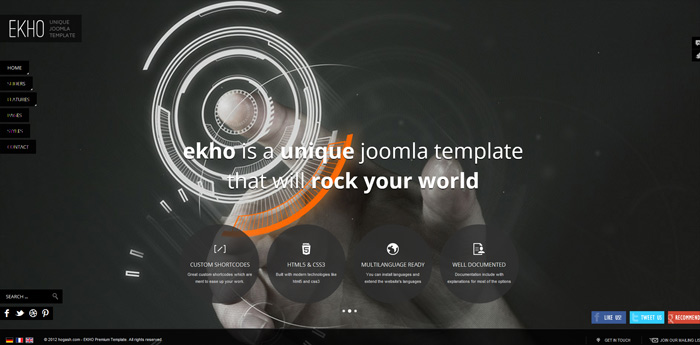 EKHO
UNIQUE
JOOMLA
TEMPLATE
HOME
FEATURES
PAGES
STYLES
CONTACT
ekho is a unique joomla template
that will rock your world
CUSTOM SHORTCODES
Great custom shortcodes which are
ment to ease up your work.
HTML5 & CSS3
Built with modern technologies like
html5 and css3
MULTILANGUAGE READY
You can install languages and
extend the website's languages
WELL DOCUMENTED
Documentation include with
explanations for most of the options
SEARCH ...
LIKE US!
TWEET US
RECOMMEND
© 2012 hogash.com - EKHO Premium Template. All rights reserved.
GET IN TOUCH
JOIN OUR MAILING